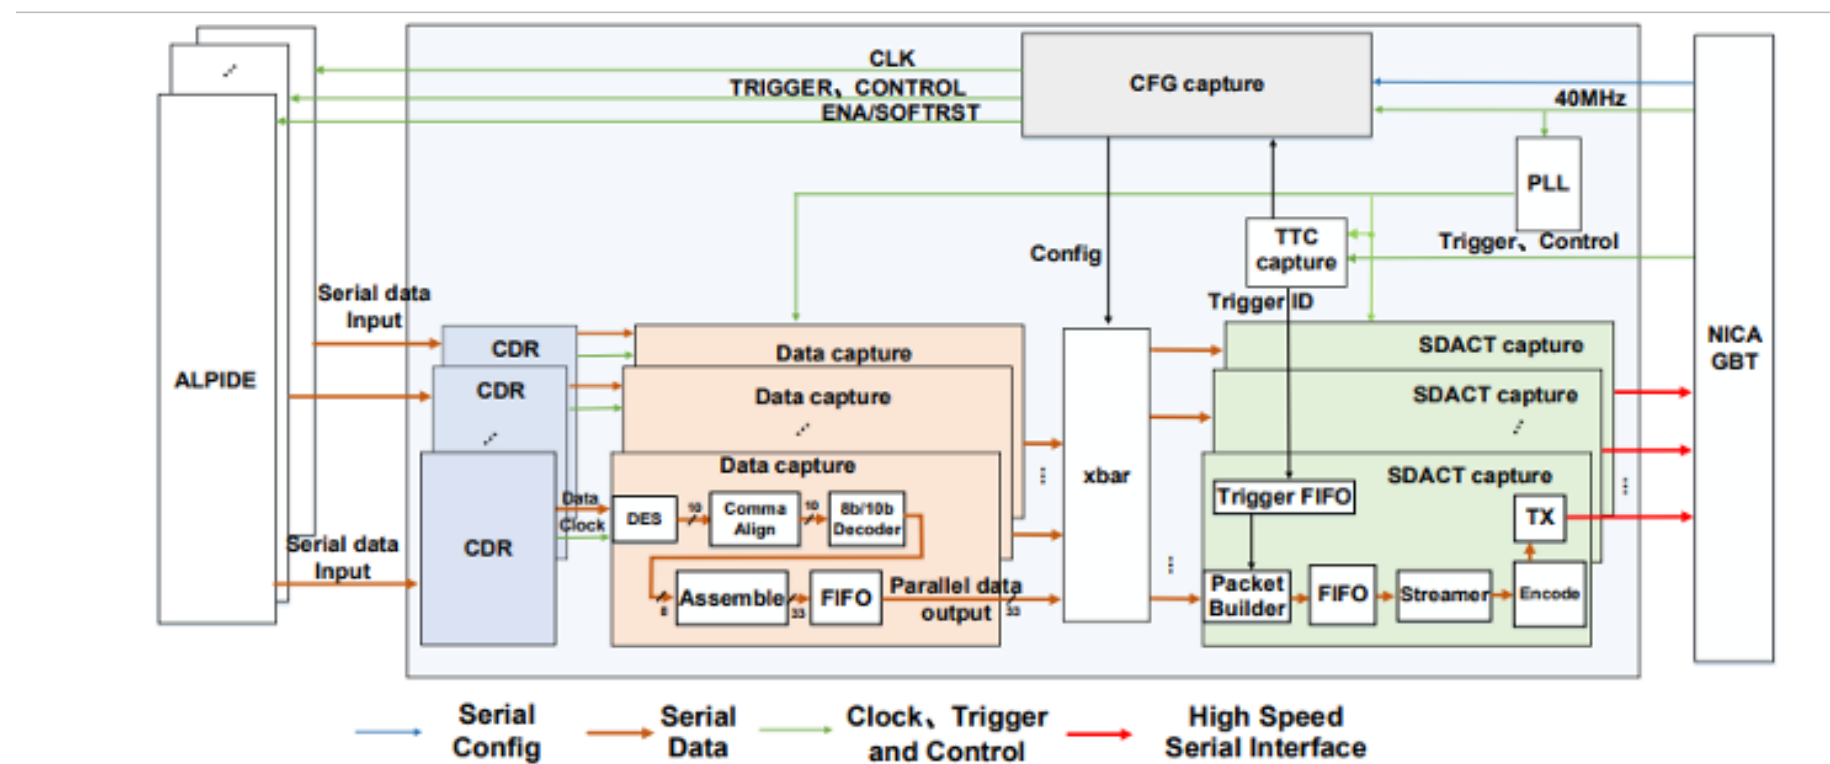 CLK
TRIGGER、CONTROL
ENA/SOFTRST
CFG capture
40MHz
PLL
TTC
capture
Trigger、Control
Config
Trigger ID
Serial data
Input
ALPIDE
CDR
CDR
CDR
Serial data
Input
Data
Clock
Data capture
Data capture
Data capture
DES
10
Comma
Align
10
8b/10b
Decoder
8
Assemble
33
FIFO
Parallel data
output
33
xbar
SDACT capture
SDACT capture
SDACT capture
Trigger FIFO
TX
Packet
Builder
FIFO
Streamer
Encode
NICA
GBT
Serial
Config
Serial
Data
Clock、Trigger
and Control
High Speed
Serial Interface